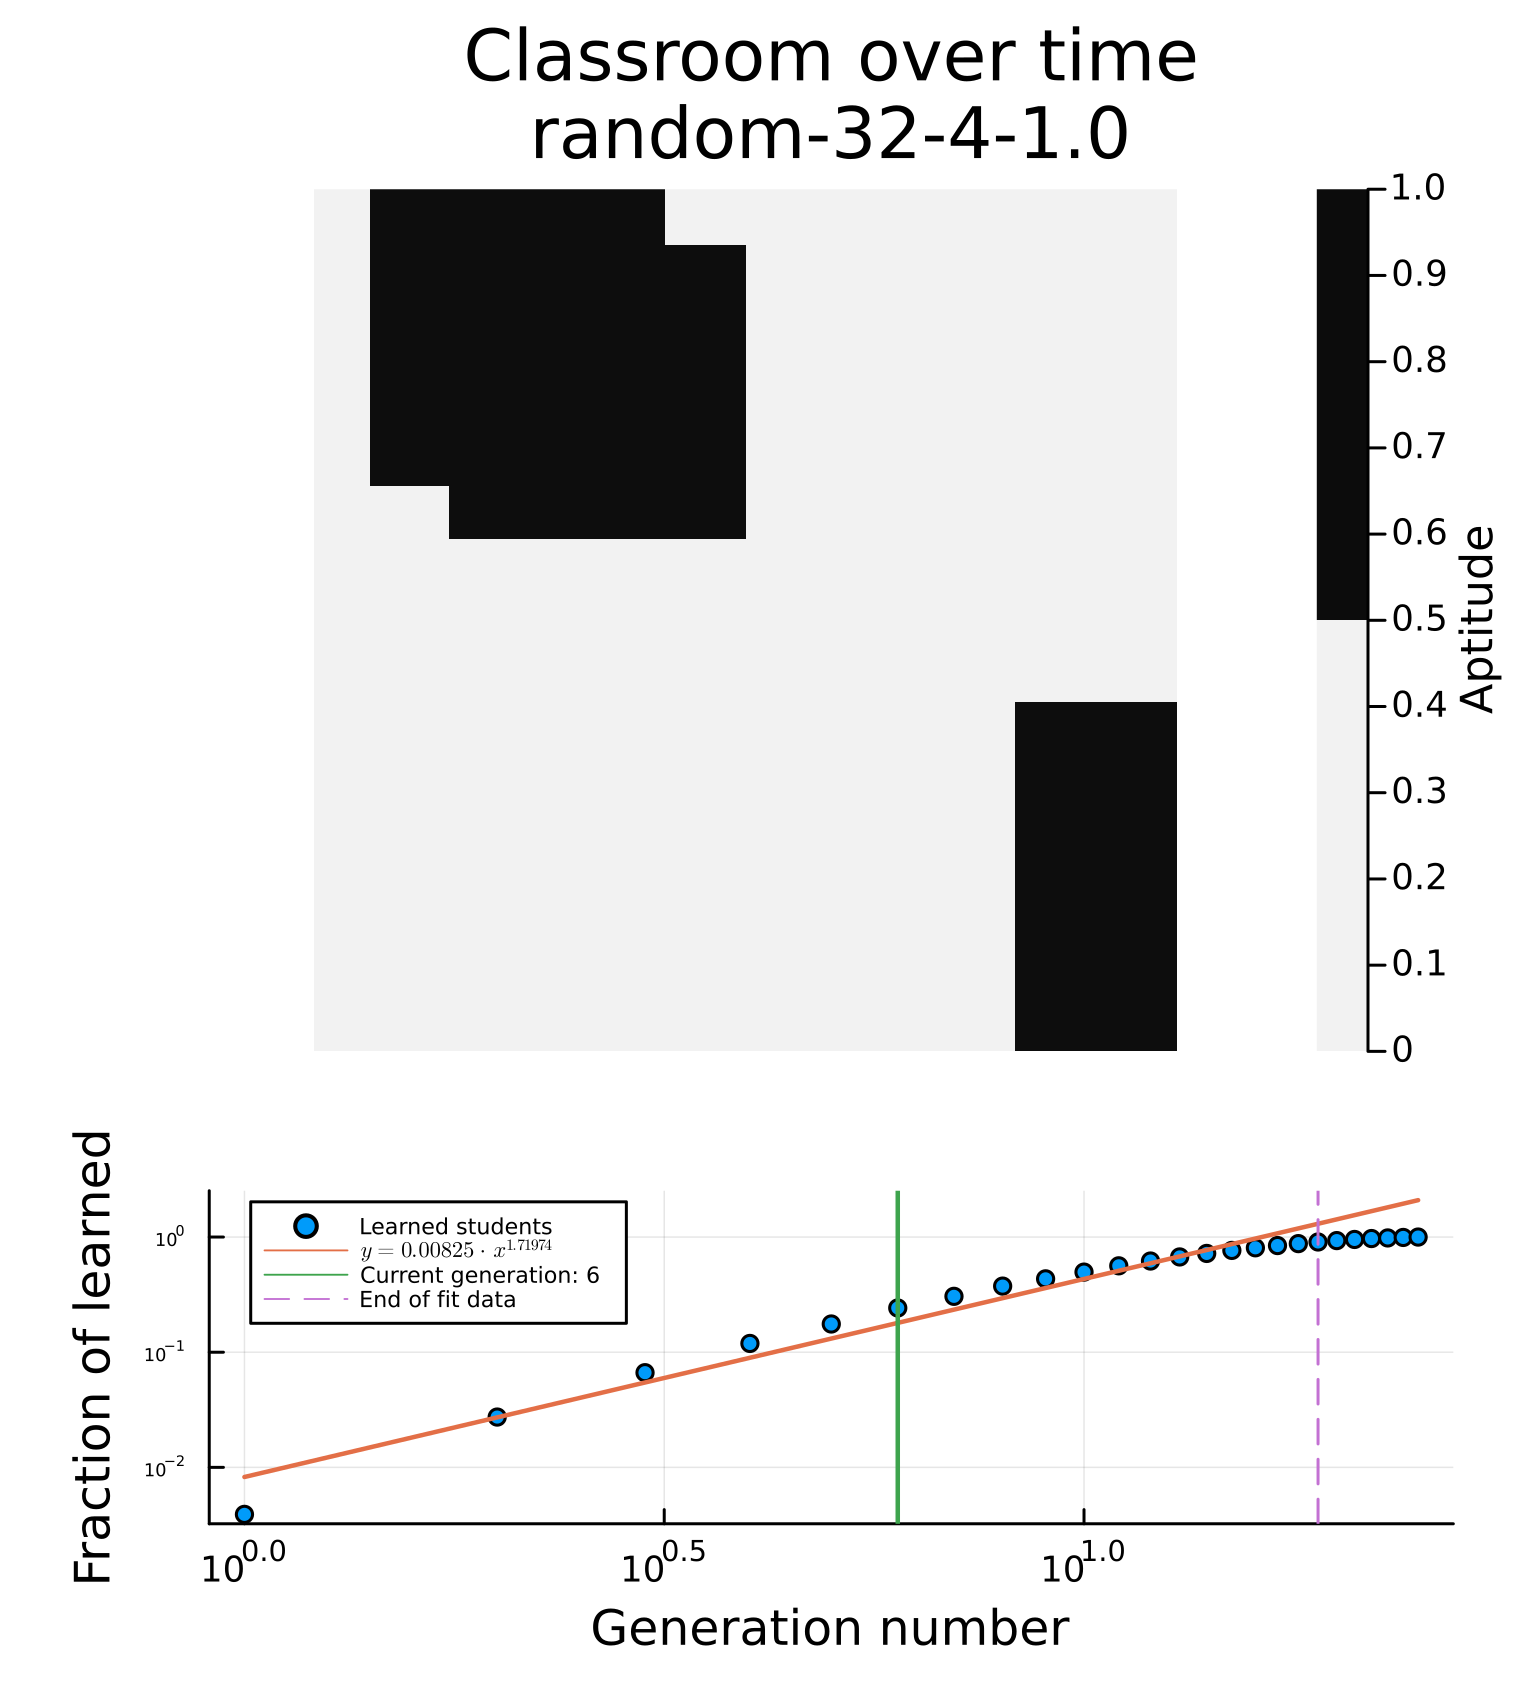 Classroom over time
random-32-4-1.0
1.0
0.9
0.8
0.7
0.6
0.5
0.4
0.3
0.2
0.1
0
Aptitude
Fraction of learned
10^0
10^-1
10^-2
Learned students
y = 0.00825 · x^1.71974
Current generation: 6
End of fit data
10^0.0
10^0.5
10^1.0
Generation number